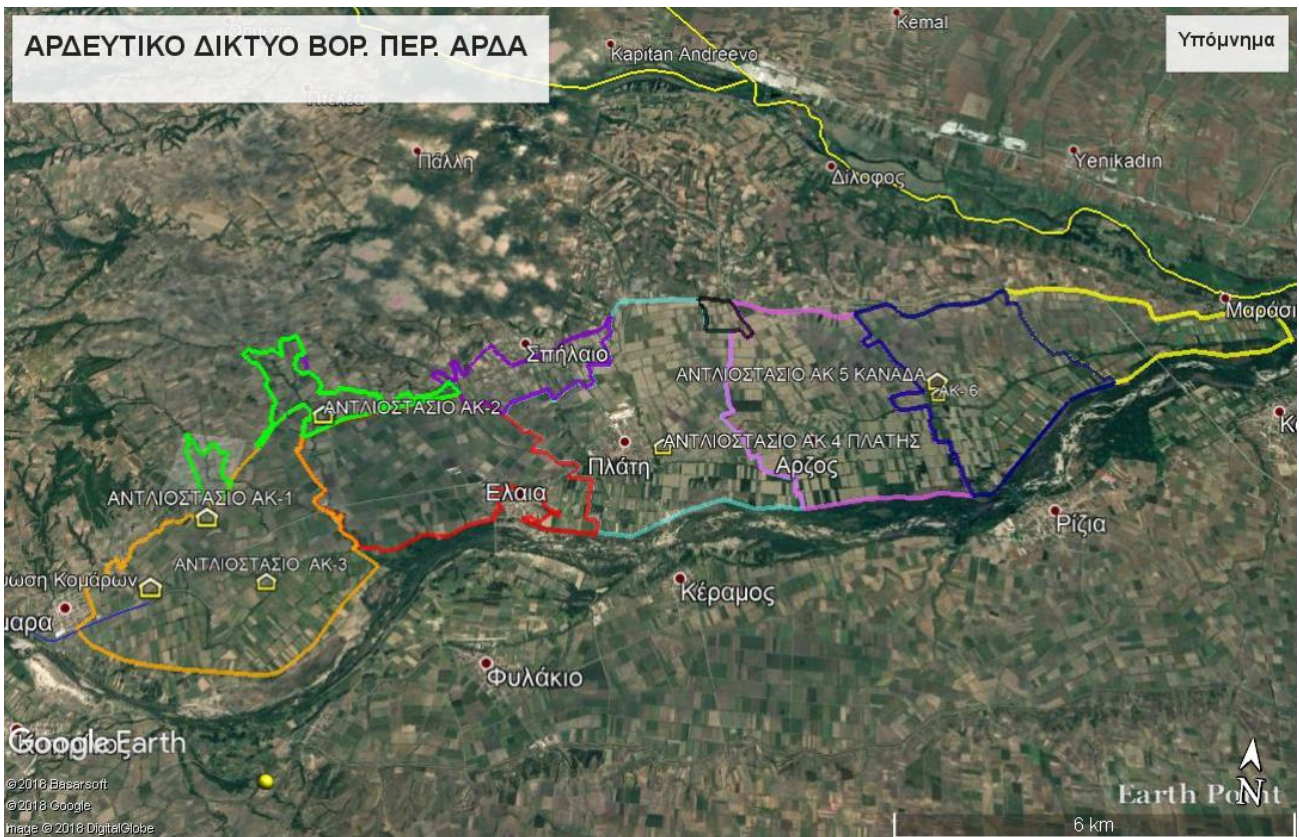 ΑΡΔΕΥΤΙΚΟ ΔΙΚΤΥΟ ΒΟΡ. ΠΕΡ. ΑΡΔΑ
Υπόμνημα
Kemal
Kapitan Andreevo
Πάλλη
Yenikadın
Δίλοφος
Μαράσι
Σπήλαιο
ΑΝΤΛΙΟΣΤΑΣΙΟ ΑΚ 5 ΚΑΝΑΔΑ
ΑΚ- 6
ΑΝΤΛΙΟΣΤΑΣΙΟ ΑΚ-2
ΑΝΤΛΙΟΣΤΑΣΙΟ ΑΚ 4 ΠΛΑΤΗΣ
Πλάτη
Αρζος
Ελαια
ΑΝΤΛΙΟΣΤΑΣΙΟ ΑΚ-1
Ρίζια
ΑΝΤΛΙΟΣΤΑΣΙΟ ΑΚ-3
Κομάρων
Κέραμος
Φυλάκιο
Google Earth
©2018 Basarsoft
©2018 Google
Image ©2018 DigitalGlobe
Earth Point
N
6 km